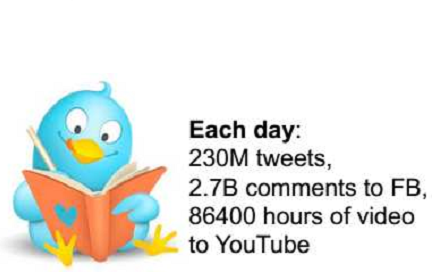 Each day:
230M tweets,
2.7B comments to FB,
86400 hours of video
to YouTube